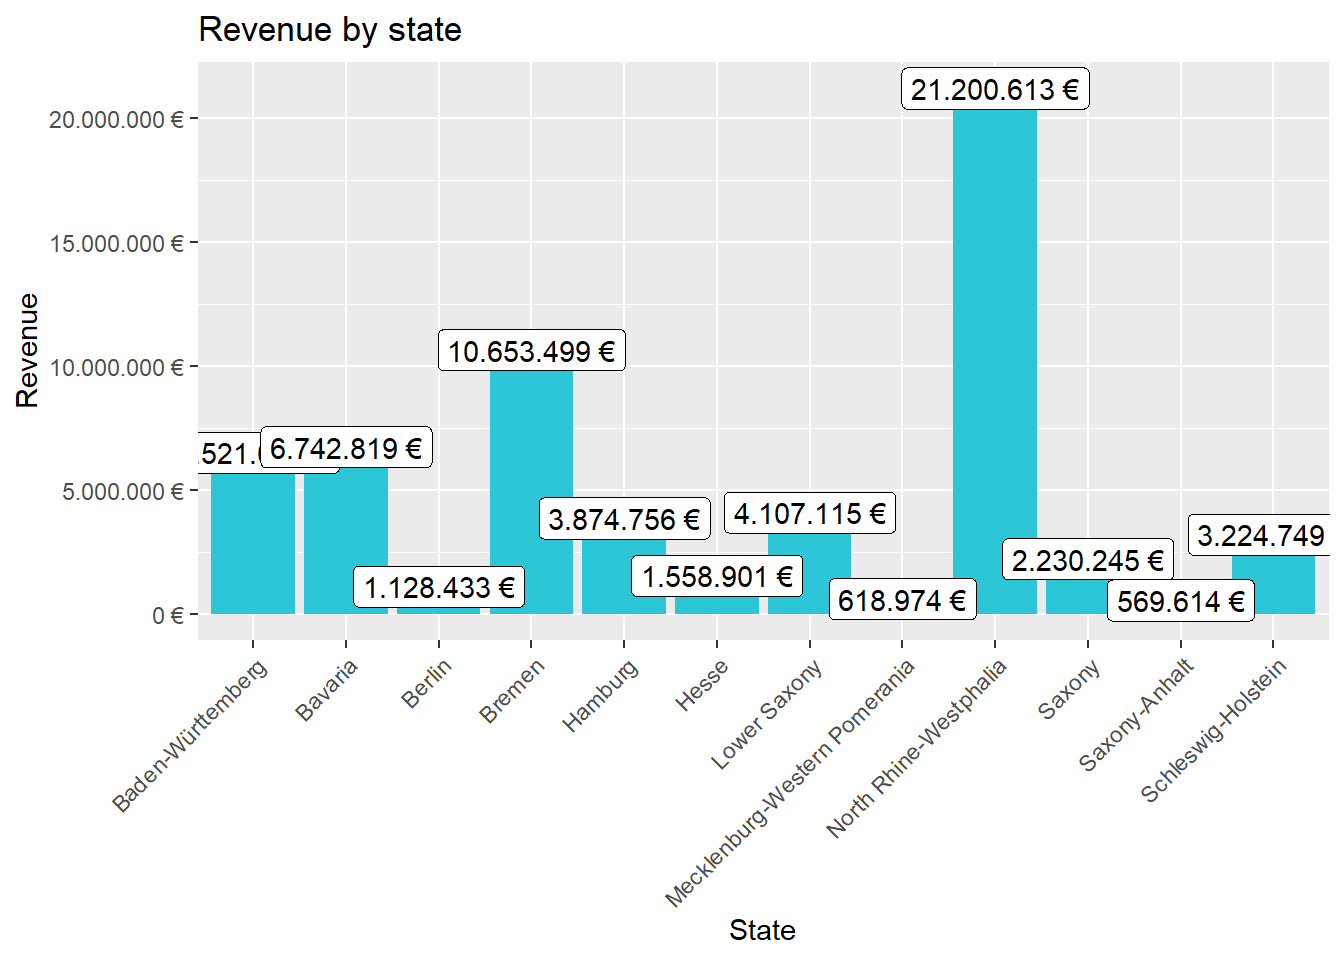 Revenue by state
Revenue
20.000.000 €
15.000.000 €
10.000.000 €
5.000.000 €
0 €
.521.
6.742.819 €
1.128.433 €
10.653.499 €
3.874.756 €
1.558.901 €
4.107.115 €
618.974 €
21.200.613 €
2.230.245 €
569.614 €
3.224.749
Baden-Württemberg
Bavaria
Berlin
Bremen
Hamburg
Hesse
Lower Saxony
Mecklenburg-Western Pomerania
North Rhine-Westphalia
Saxony
Saxony-Anhalt
Schleswig-Holstein
State